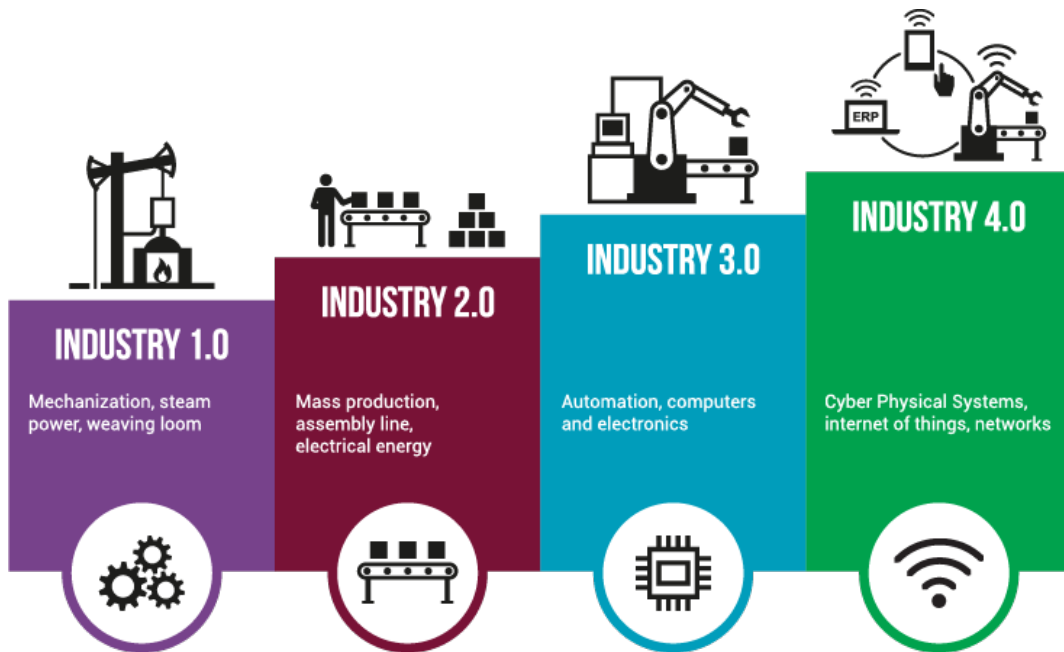 ERP
INDUSTRY 1.0
Mechanization, steam
power, weaving loom
INDUSTRY 2.0
Mass production,
assembly line,
electrical energy
INDUSTRY 3.0
Automation, computers
and electronics
INDUSTRY 4.0
Cyber Physical Systems,
internet of things, networks